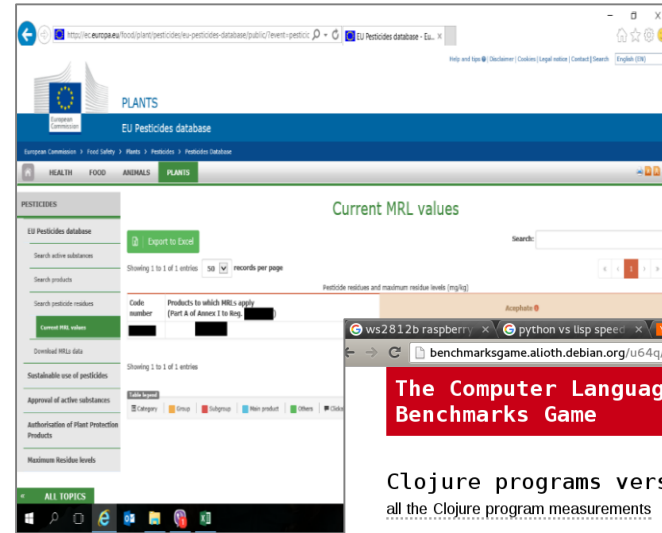 http://ec.europa.eu/food/plant/pesticides/eu-pesticides-database/public/?event=pesticic
EU Pesticides database - Eu...
Help and tips | Disclaimer | Cookies | Legal notice | Contact | Search
English (EN)
European
Commission
PLANTS
EU Pesticides database
European Commission > Food Safety > Plants > Pesticides > Pesticides Database
HEALTH FOOD ANIMALS PLANTS
PESTICIDES
EU Pesticides database
Search active substances
Search products
Search pesticide residues
Current MRL values
Download MRLs data
Sustainable use of pesticides
Approval of active substances
Authorisation of Plant Protection
Products
Maximum Residue levels
ALL TOPICS
Current MRL values
Export to Excel
Search:
Showing 1 to 1 of 1 entries 50 records per page
1
Pesticide residues and maximum residue levels (mg/kg)
Code
number
Products to which MRLs apply
(Part A of Annex I to Reg.
)
Acephate
Showing 1 to 1 of 1 entries
Table legend
Category Group Subgroup Main product Others
ws2812b raspberry
python vs lisp speed
benchmarksgame.alioth.debian.org/u64q/
The Computer Languag
Benchmarks Game
Clojure programs vers
all the Clojure program measurements